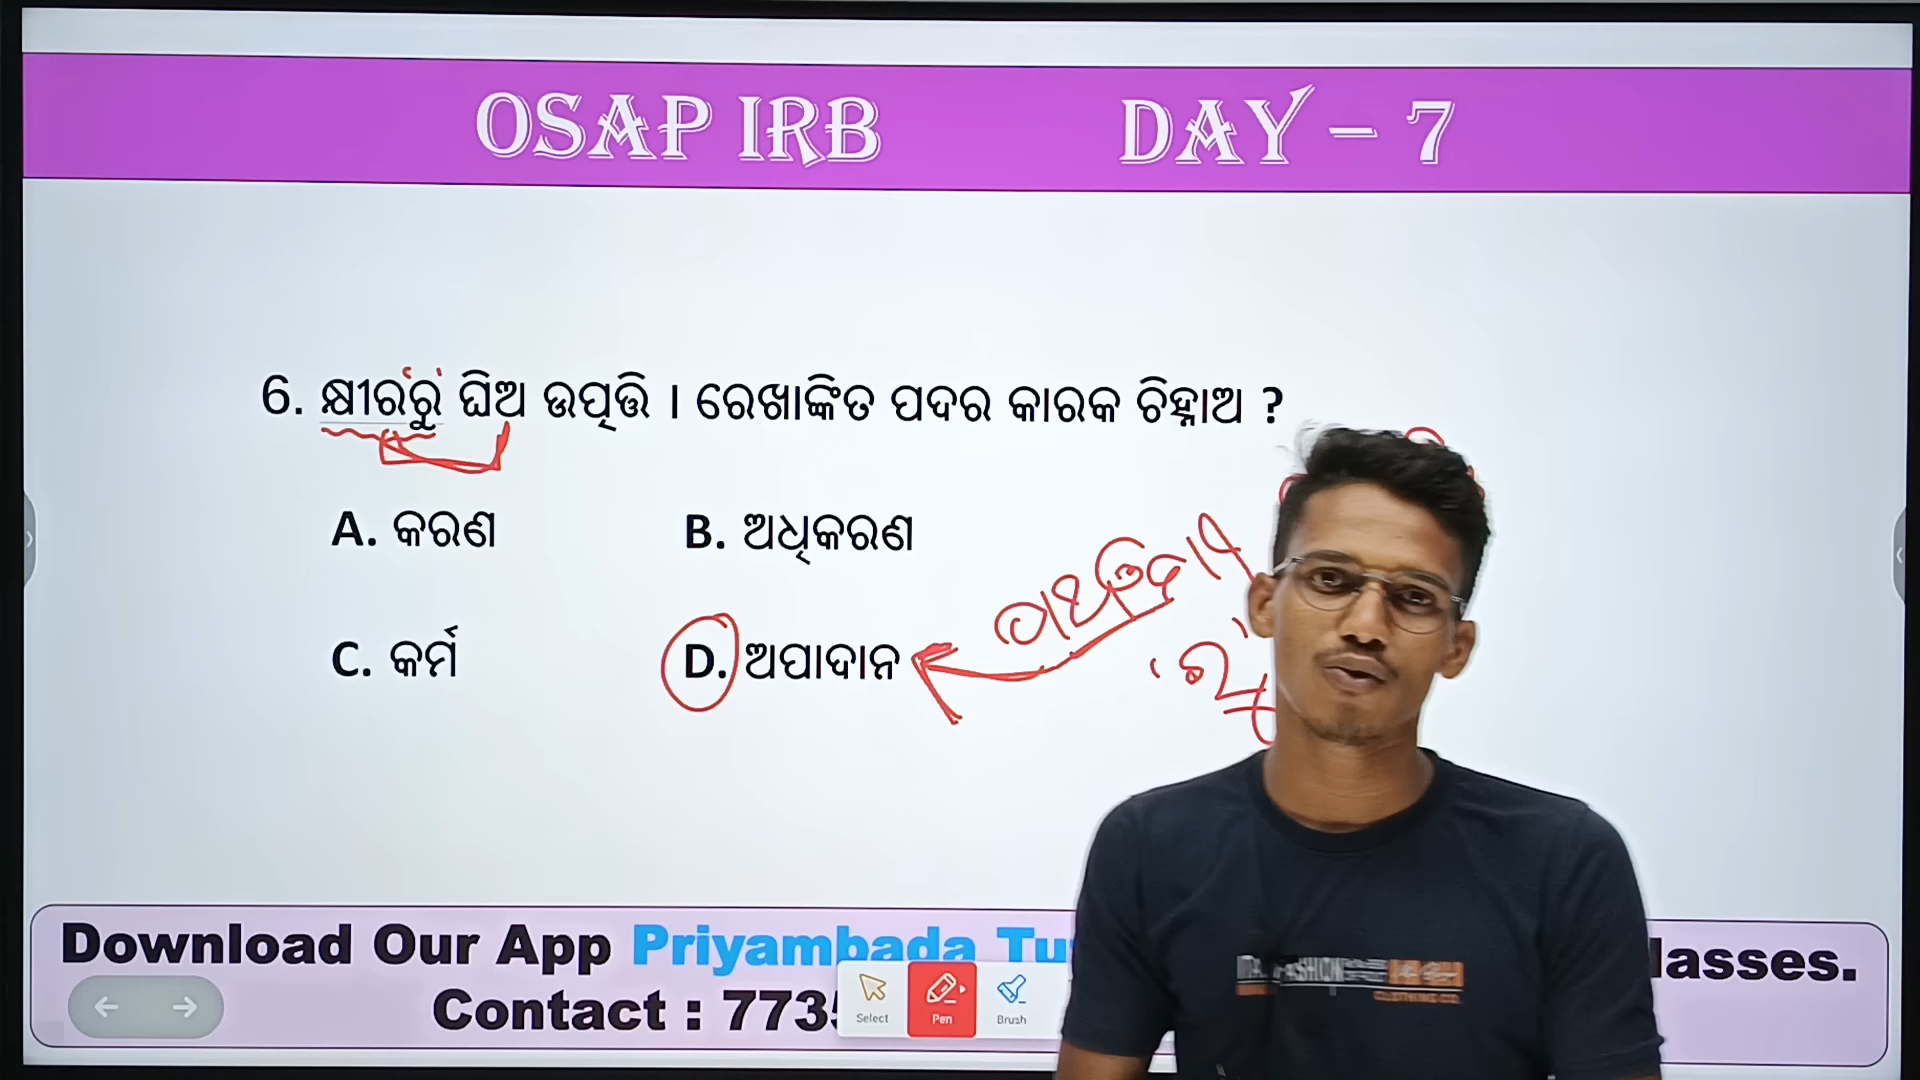 OSAP IRB DAY – 7
6. କ୍ଷୀରରୁ ଘିଅ ଉତ୍ପତ୍ତି । ରେଖାଙ୍କିତ ପଦର କାରକ ଚିହ୍ନାଅ ?
A. କରଣ B. ଅଧିକରଣ
C. କର୍ମ D. ଅପାଦାନ
ରୁ
Download Our App Priyambada Tu lasses.
Contact : 773
Select Pen Brush